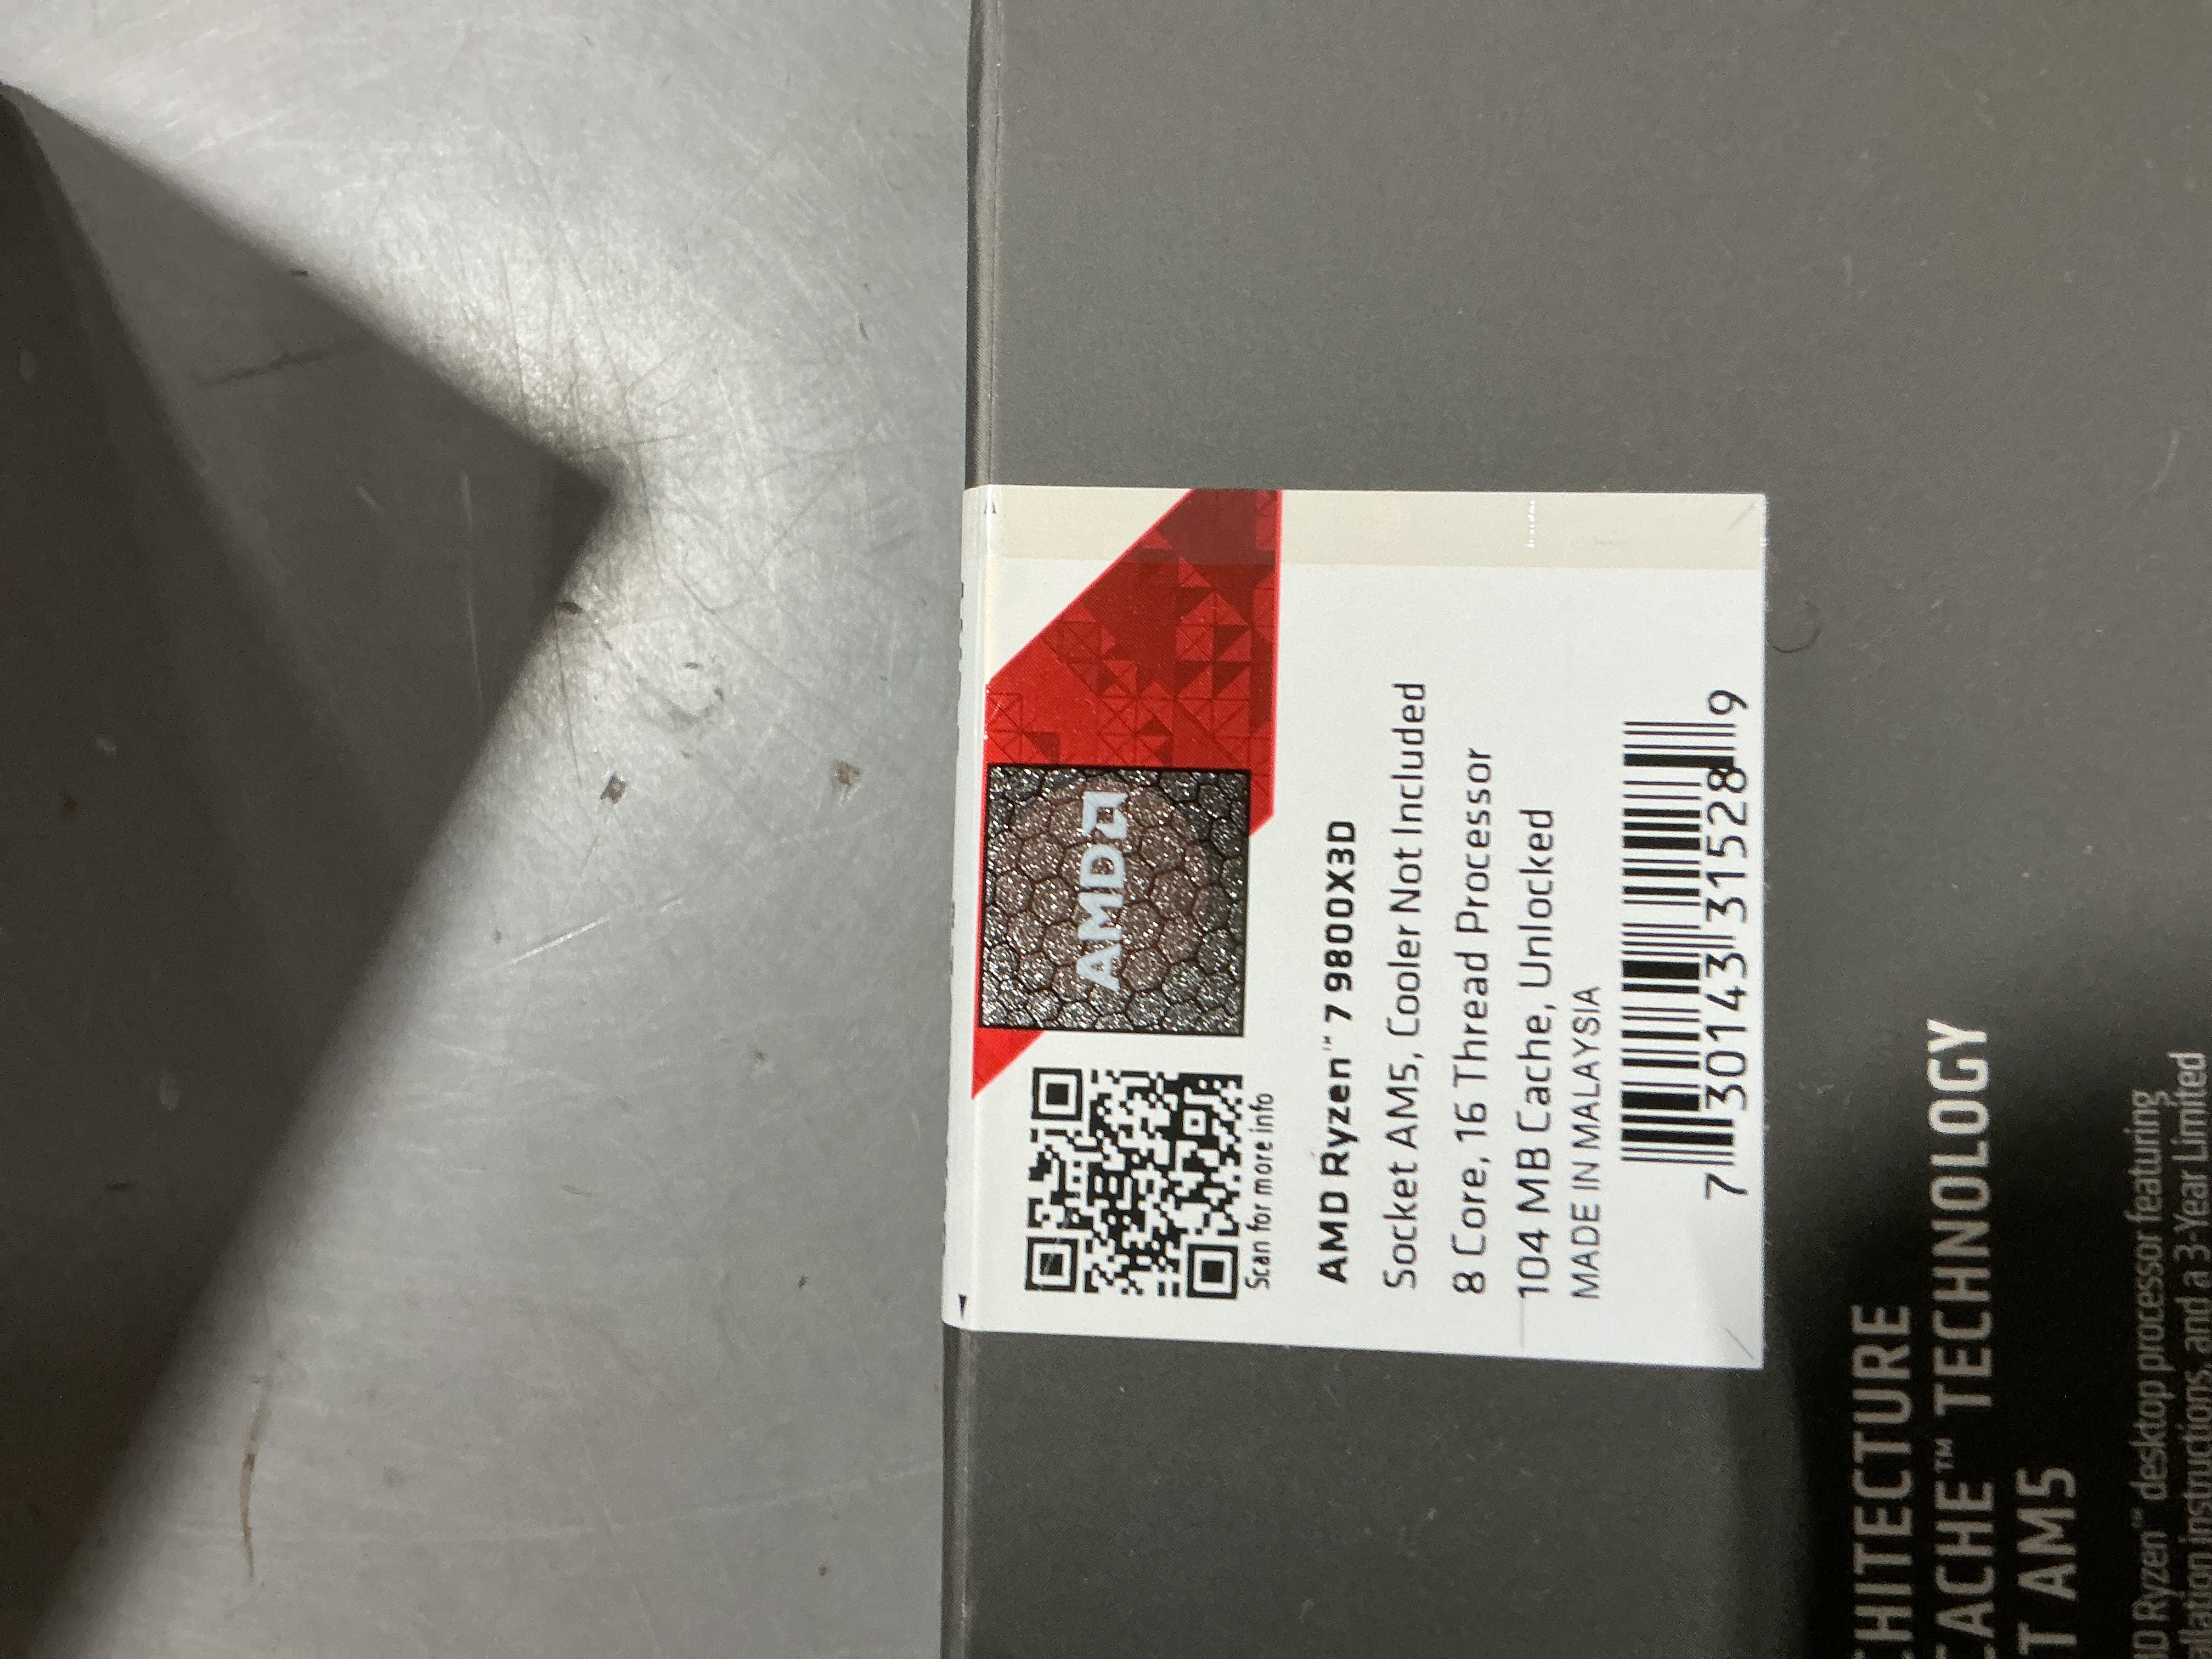 AMD
Scan for more info
AMD Ryzen™ 7 9800X3D
Socket AM5, Cooler Not Included
8 Core, 16 Thread Processor
104 MB Cache, Unlocked
MADE IN MALAYSIA
7 30143 31528 9
CHITECTURE
CACHE™ TECHNOLOGY
T AM5
D Ryzen™ desktop processor featuring
allation instructions, and a 3-Year Limited